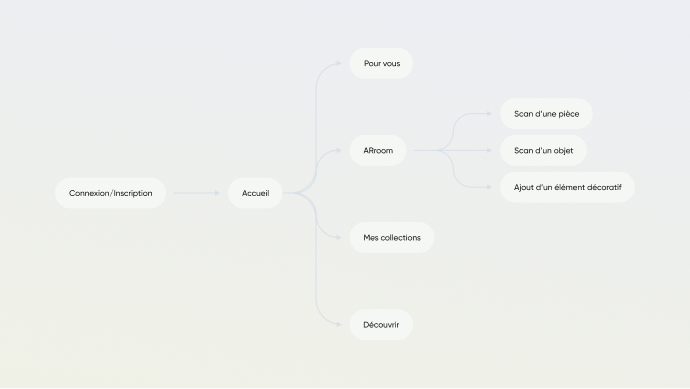 Pour vous
Scan d'une pièce
ARroom
Scan d'un objet
Ajout d'un élément décoratif
Connexion/Inscription
Accueil
Mes collections
Découvrir